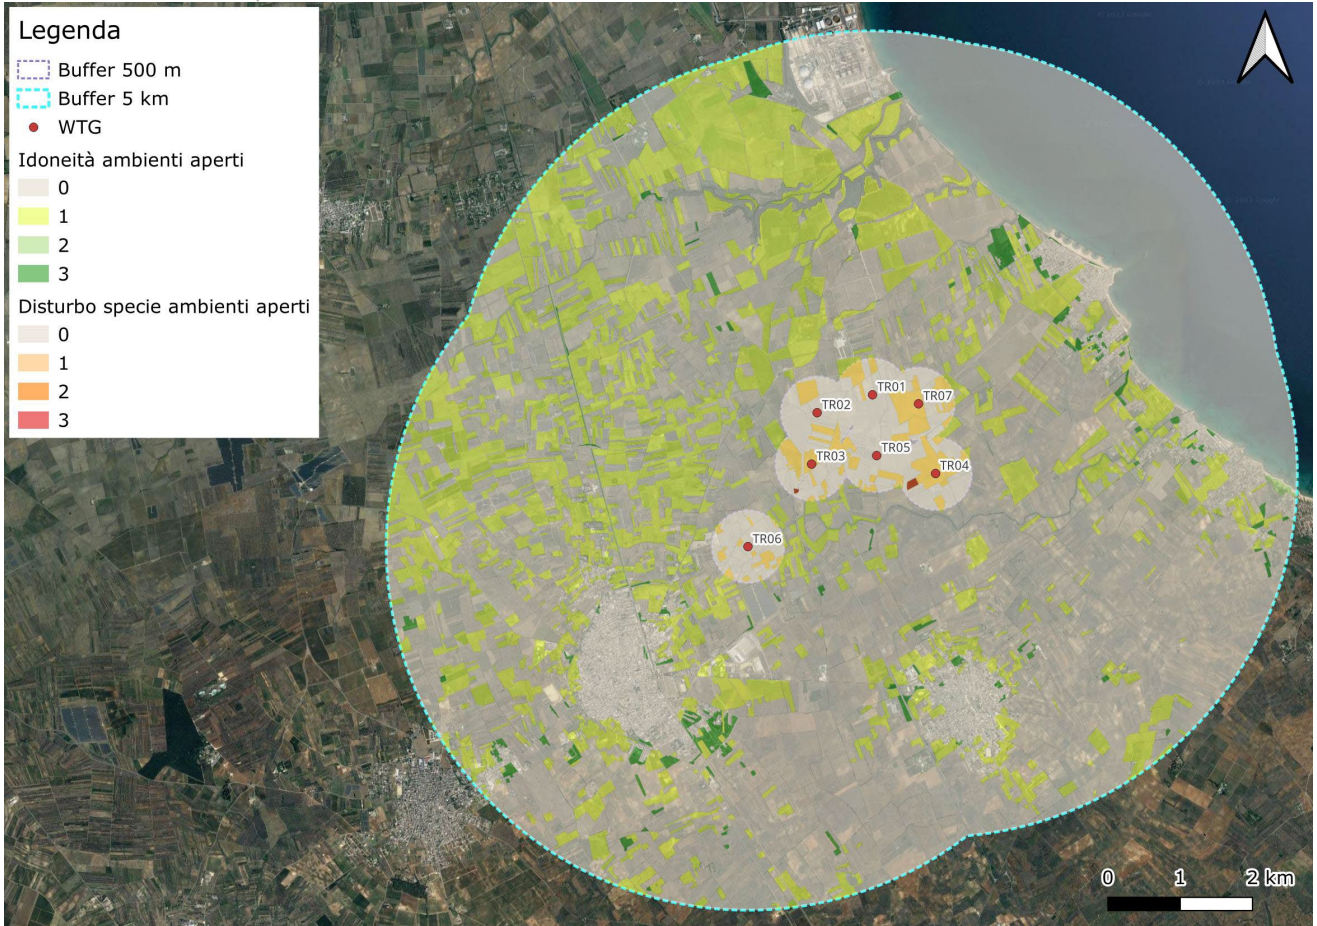 Legenda
Buffer 500 m
Buffer 5 km
WTG
Idoneità ambienti aperti
0
1
2
3
Disturbo specie ambienti aperti
0
1
2
3
TR01
TR07
TR02
TR05
TR03
TR04
TR06
0 1 2 km